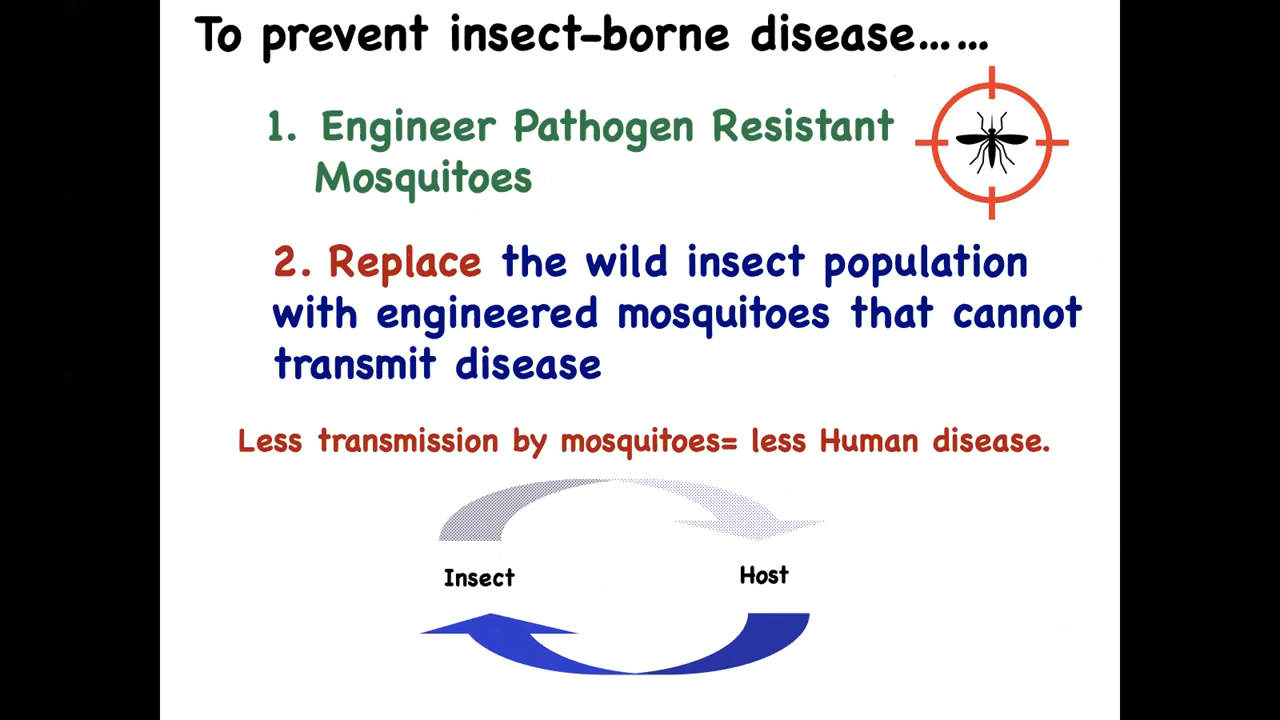 To prevent insect-borne disease......
1. Engineer Pathogen Resistant
Mosquitoes
2. Replace the wild insect population
with engineered mosquitoes that cannot
transmit disease
Less transmission by mosquitoes= less Human disease.
Insect
Host